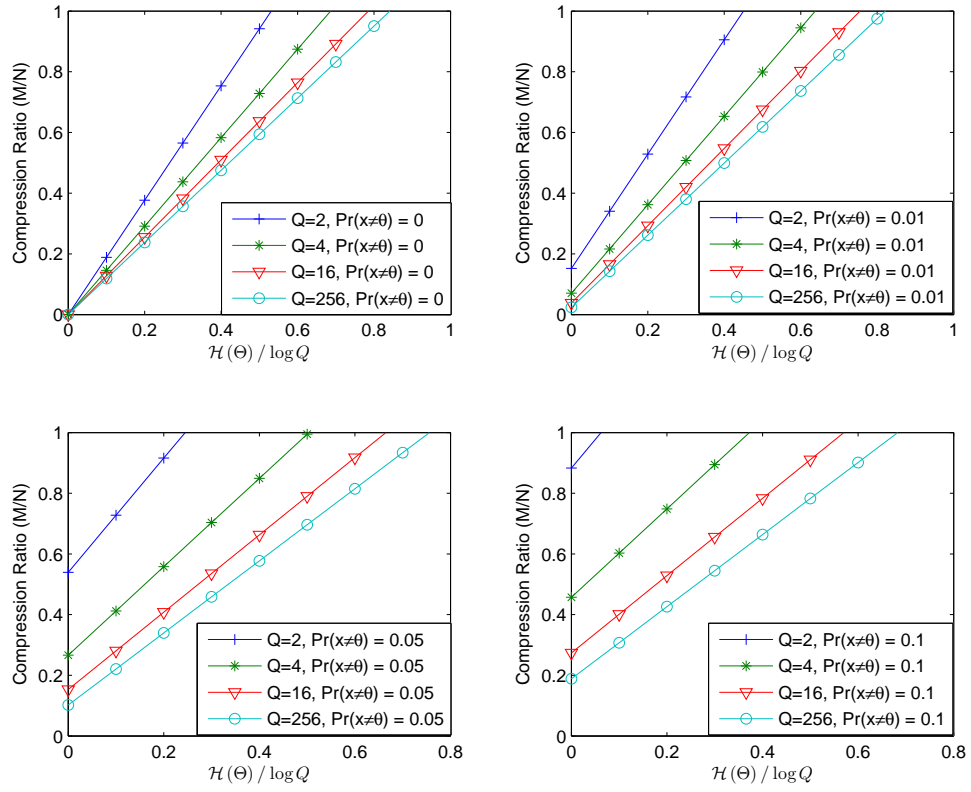 Compression Ratio (M/N)
1
0.8
0.6
0.4
0.2
0
0
0.2
0.4
0.6
0.8
1
ℋ(Θ) / log Q
Q=2, Pr(x≠θ) = 0
Q=4, Pr(x≠θ) = 0
Q=16, Pr(x≠θ) = 0
Q=256, Pr(x≠θ) = 0
Compression Ratio (M/N)
1
0.8
0.6
0.4
0.2
0
0
0.2
0.4
0.6
0.8
1
ℋ(Θ) / log Q
Q=2, Pr(x≠θ) = 0.01
Q=4, Pr(x≠θ) = 0.01
Q=16, Pr(x≠θ) = 0.01
Q=256, Pr(x≠θ) = 0.01
Compression Ratio (M/N)
1
0.8
0.6
0.4
0.2
0
0
0.2
0.4
0.6
0.8
ℋ(Θ) / log Q
Q=2, Pr(x≠θ) = 0.05
Q=4, Pr(x≠θ) = 0.05
Q=16, Pr(x≠θ) = 0.05
Q=256, Pr(x≠θ) = 0.05
Compression Ratio (M/N)
1
0.8
0.6
0.4
0.2
0
0
0.2
0.4
0.6
0.8
ℋ(Θ) / log Q
Q=2, Pr(x≠θ) = 0.1
Q=4, Pr(x≠θ) = 0.1
Q=16, Pr(x≠θ) = 0.1
Q=256, Pr(x≠θ) = 0.1